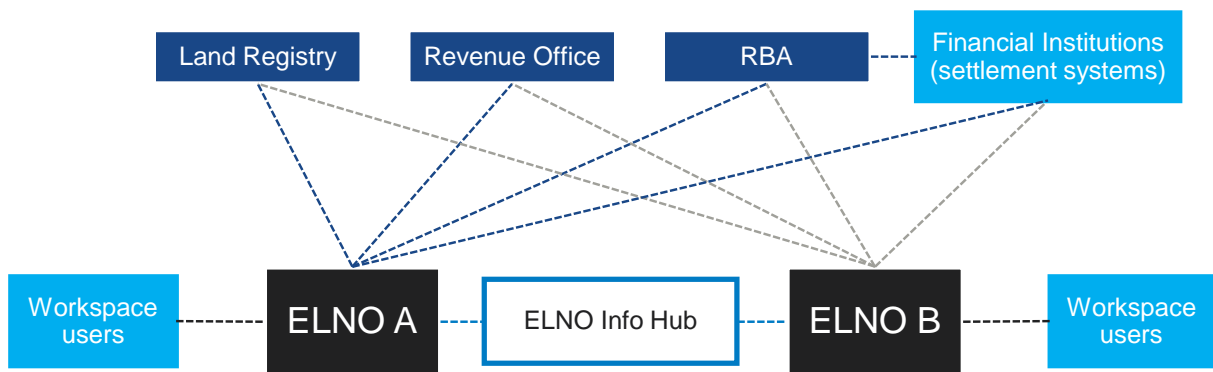 Land Registry
Revenue Office
RBA
Financial Institutions
(settlement systems)
Workspace
users
ELNO A
ELNO Info Hub
ELNO B
Workspace
users